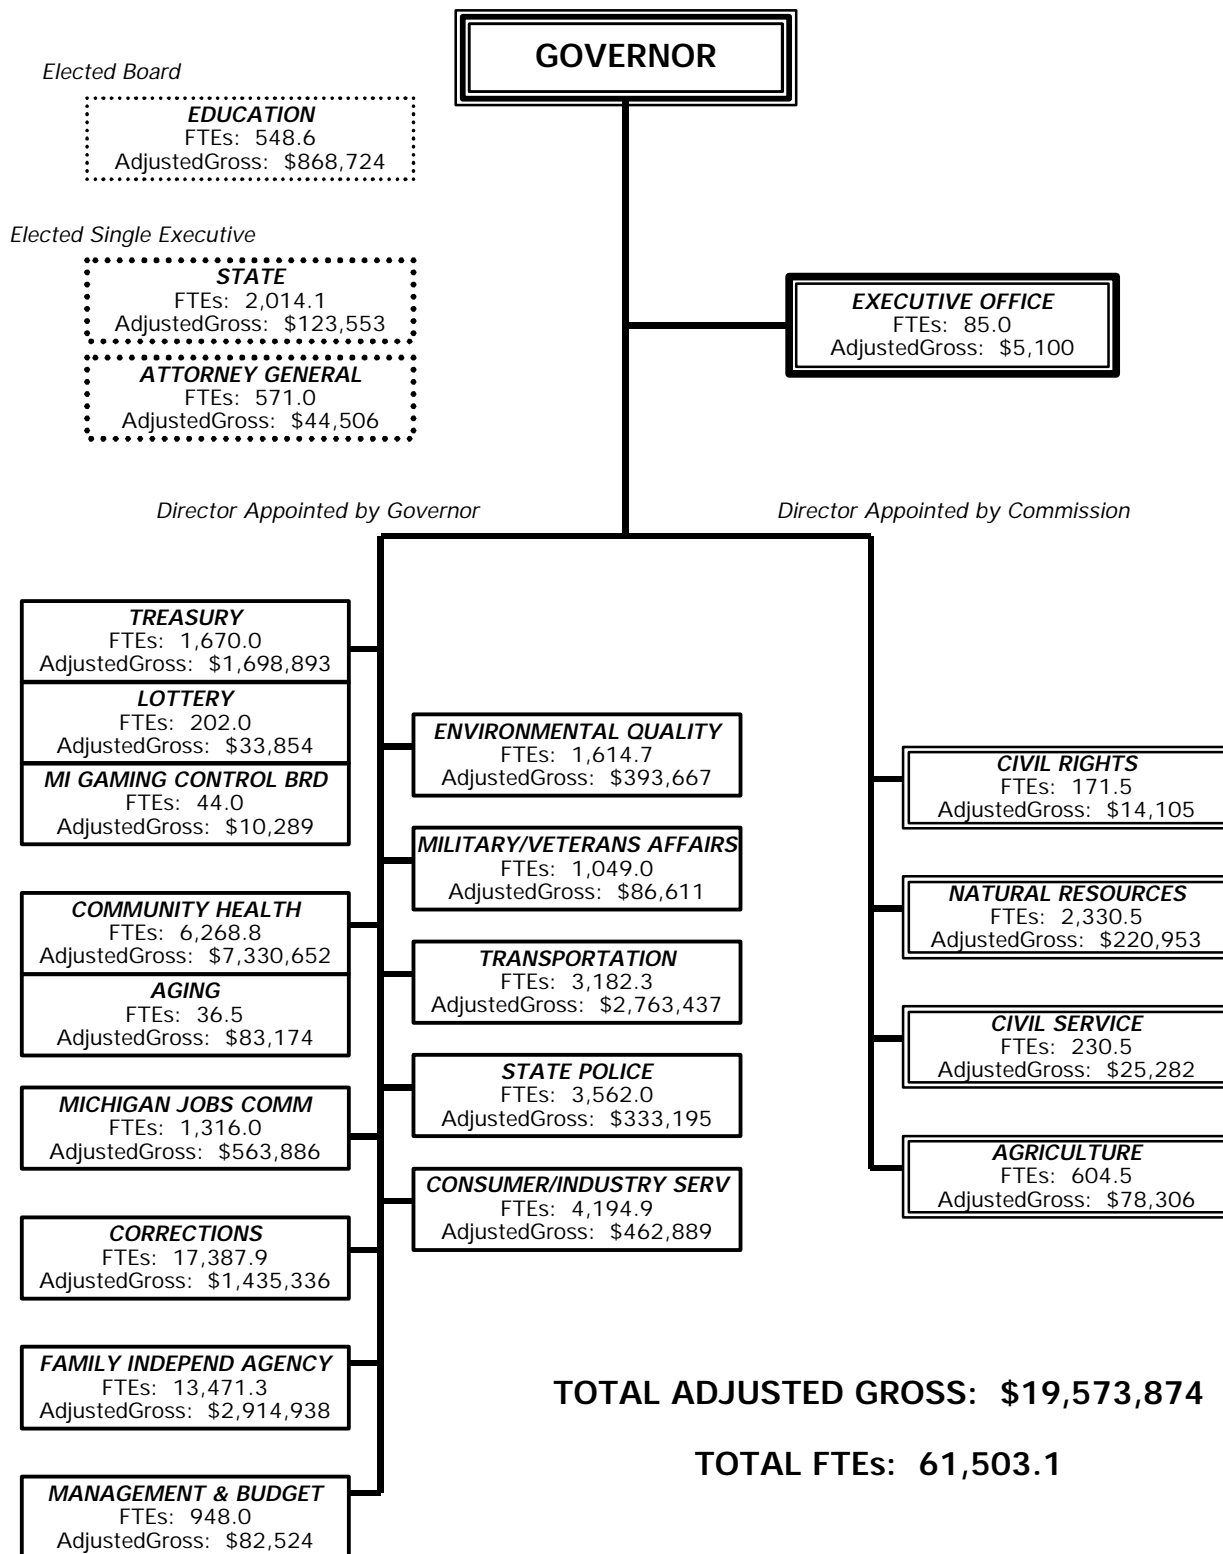 GOVERNOR
Elected Board
EDUCATION
FTEs: 548.6
AdjustedGross: $868,724
Elected Single Executive
STATE
FTEs: 2,014.1
AdjustedGross: $123,553
ATTORNEY GENERAL
FTEs: 571.0
AdjustedGross: $44,506
EXECUTIVE OFFICE
FTEs: 85.0
AdjustedGross: $5,100
Director Appointed by Governor
TREASURY
FTEs: 1,670.0
AdjustedGross: $1,698,893
LOTTERY
FTEs: 202.0
AdjustedGross: $33,854
MI GAMING CONTROL BRD
FTEs: 44.0
AdjustedGross: $10,289
COMMUNITY HEALTH
FTEs: 6,268.8
AdjustedGross: $7,330,652
AGING
FTEs: 36.5
AdjustedGross: $83,174
MICHIGAN JOBS COMM
FTEs: 1,316.0
AdjustedGross: $563,886
CORRECTIONS
FTEs: 17,387.9
AdjustedGross: $1,435,336
FAMILY INDEPEND AGENCY
FTEs: 13,471.3
AdjustedGross: $2,914,938
MANAGEMENT & BUDGET
FTEs: 948.0
AdjustedGross: $82,524
ENVIRONMENTAL QUALITY
FTEs: 1,614.7
AdjustedGross: $393,667
MILITARY/VETERANS AFFAIRS
FTEs: 1,049.0
AdjustedGross: $86,611
TRANSPORTATION
FTEs: 3,182.3
AdjustedGross: $2,763,437
STATE POLICE
FTEs: 3,562.0
AdjustedGross: $333,195
CONSUMER/INDUSTRY SERV
FTEs: 4,194.9
AdjustedGross: $462,889
Director Appointed by Commission
CIVIL RIGHTS
FTEs: 171.5
AdjustedGross: $14,105
NATURAL RESOURCES
FTEs: 2,330.5
AdjustedGross: $220,953
CIVIL SERVICE
FTEs: 230.5
AdjustedGross: $25,282
AGRICULTURE
FTEs: 604.5
AdjustedGross: $78,306
TOTAL ADJUSTED GROSS: $19,573,874
TOTAL FTEs: 61,503.1